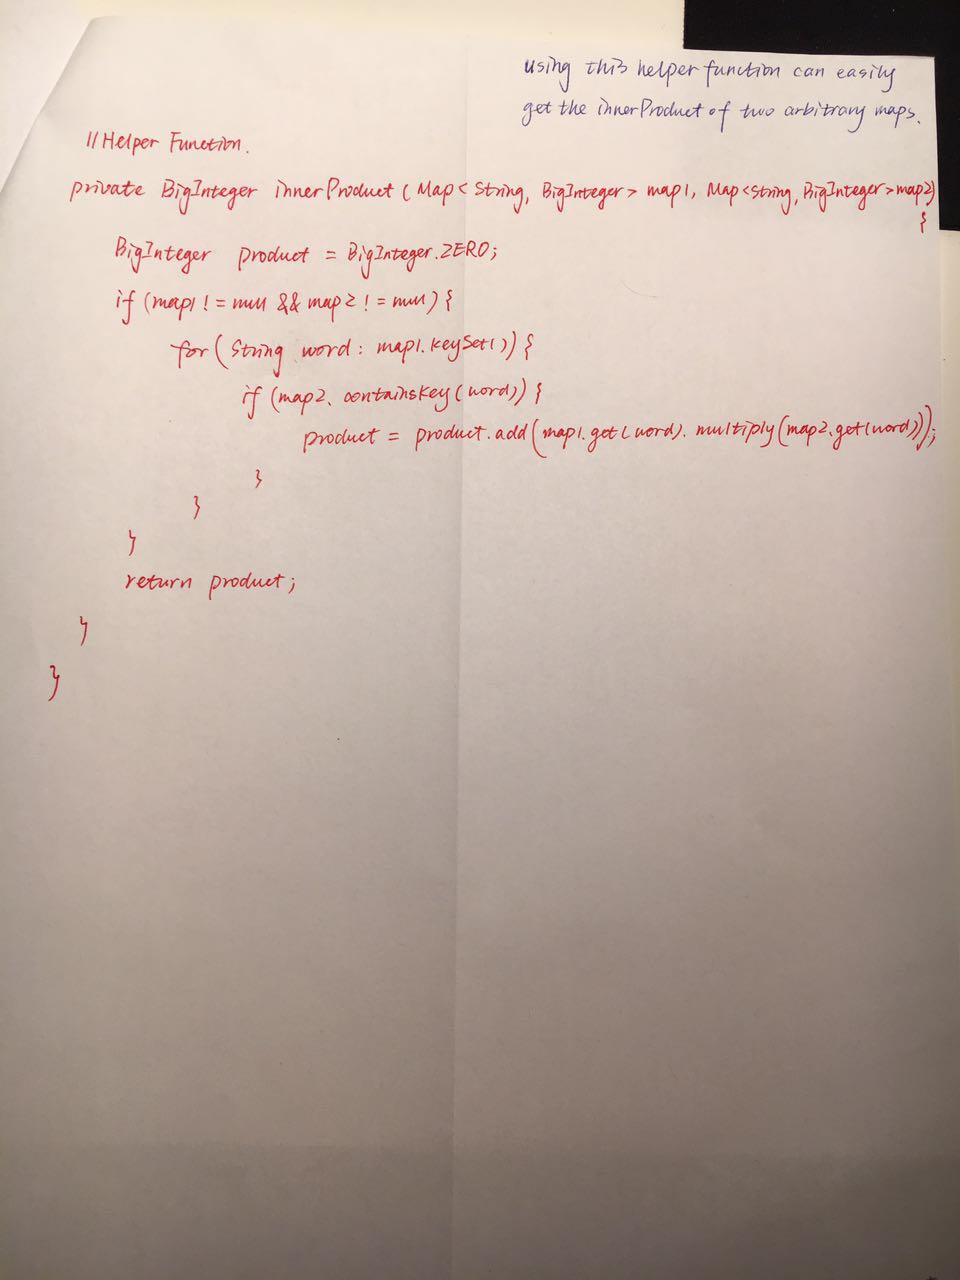 using this helper function can easily
get the innerProduct of two arbitrary maps.
//Helper Function.
private BigInteger innerProduct (Map<String, BigInteger> map1, Map<String, BigInteger> map2)
{
BigInteger product = BigInteger.ZERO;
if (map1 != null && map2 != null) {
for (String word : map1.keySet()) {
if (map2.containsKey(word)) {
product = product.add(map1.get(word).multiply(map2.get(word)));
}
}
}
return product;
}
}